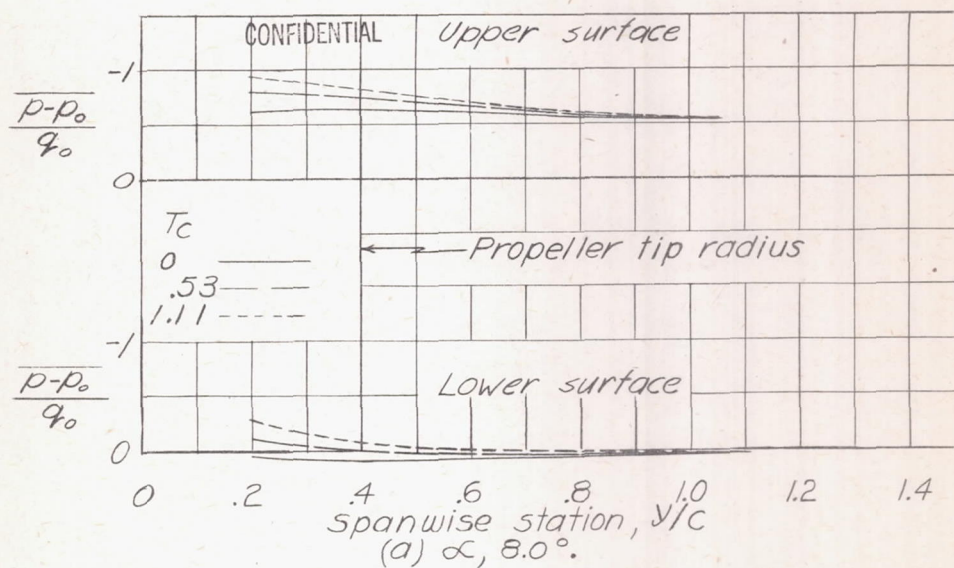 CONFIDENTIAL Upper surface
-1
p-p₀
q₀
0
T_C
0
.53
1.11
Propeller tip radius
-1
p-p₀
q₀
Lower surface
0
0 .2 .4 .6 .8 1.0 1.2 1.4
spanwise station, y/c
(a) ∝, 8.0°.